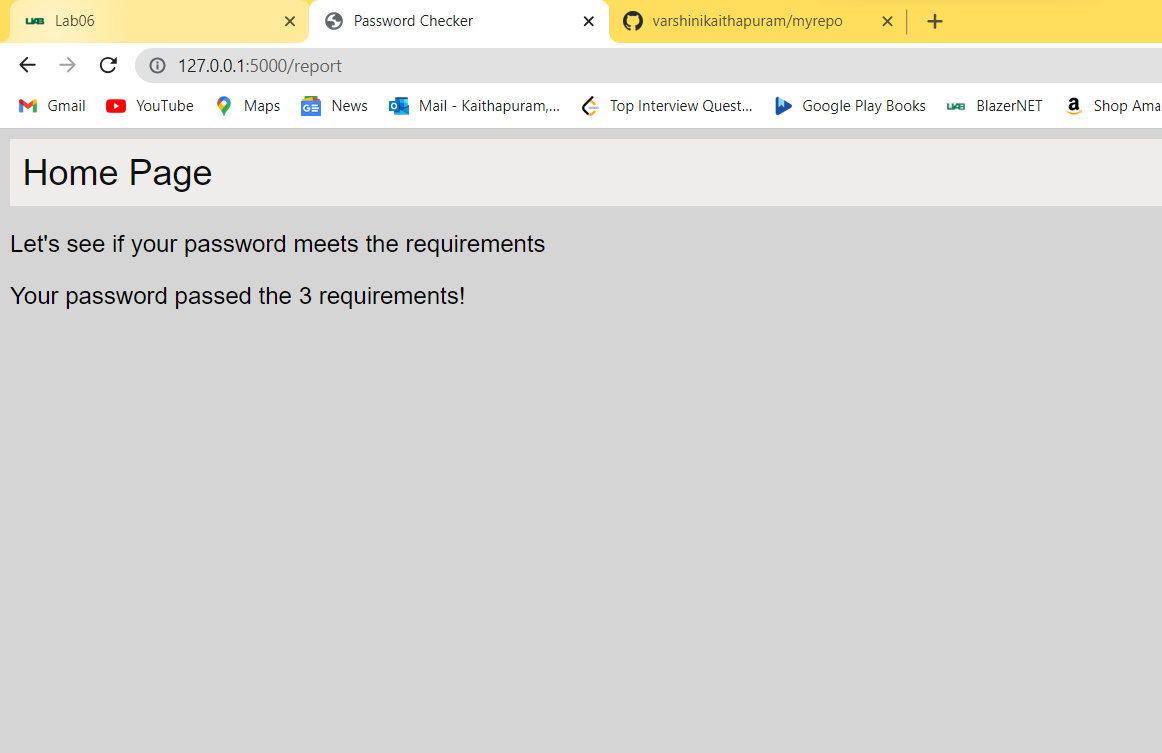 UAB Lab06 Password Checker varshinikaithapuram/myrepo
127.0.0.1:5000/report
Gmail YouTube Maps News Mail - Kaithapuram,... Top Interview Quest... Google Play Books UAB BlazerNET a Shop Ama
Home Page
Let's see if your password meets the requirements
Your password passed the 3 requirements!